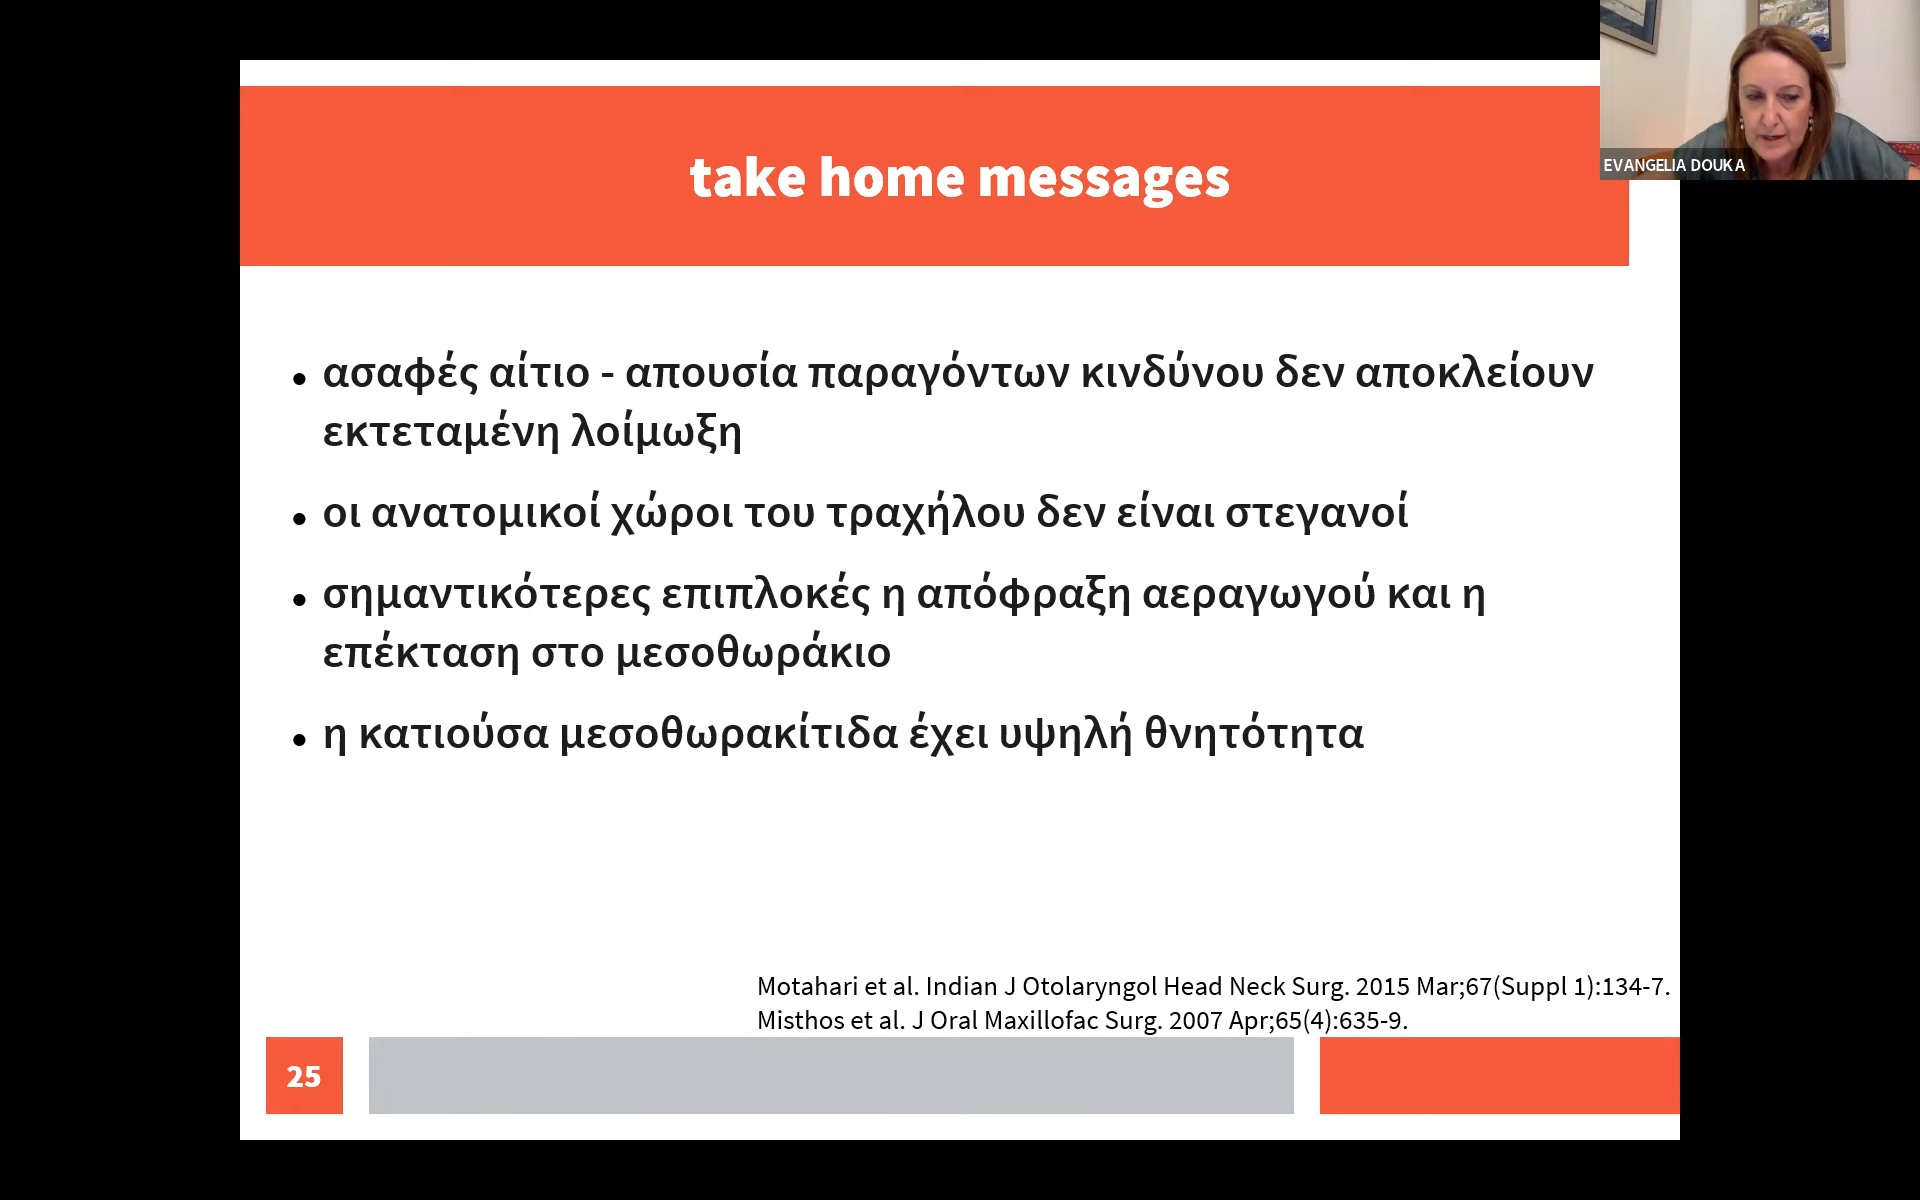 EVANGELIA DOUKA
take home messages
• ασαφές αίτιο - απουσία παραγόντων κινδύνου δεν αποκλείουν
εκτεταμένη λοίμωξη
• οι ανατομικοί χώροι του τραχήλου δεν είναι στεγανοί
• σημαντικότερες επιπλοκές η απόφραξη αεραγωγού και η
επέκταση στο μεσοθωράκιο
• η κατιούσα μεσοθωρακίτιδα έχει υψηλή θνητότητα
Motahari et al. Indian J Otolaryngol Head Neck Surg. 2015 Mar;67(Suppl 1):134-7.
Misthos et al. J Oral Maxillofac Surg. 2007 Apr;65(4):635-9.
25